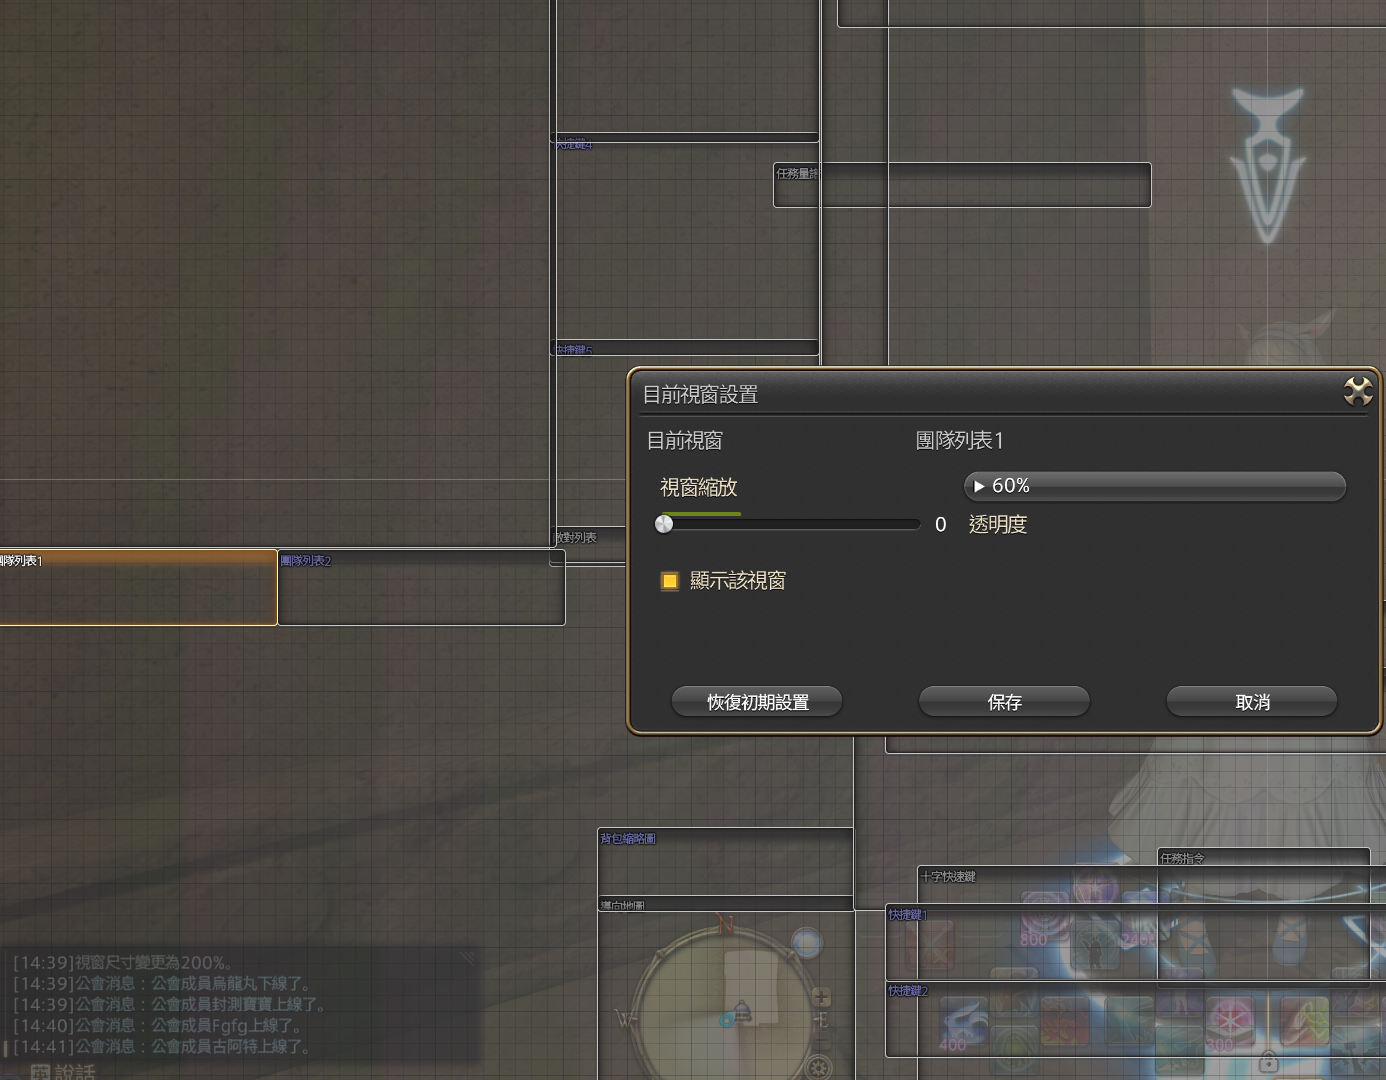 快捷鍵4
任務量
快捷鍵5
目前視窗設置
目前視窗 團隊列表1
視窗縮放 60%
0 透明度
顯示該視窗
恢復初期設置 保存 取消
敵對列表
團隊列表1 團隊列表2
背包縮略圖
導向地圖
N
W
E
任務指令
十字快速鍵
快捷鍵1
800
快捷鍵2
400
300
[14:39]視窗尺寸變更為200%。
[14:39]公會消息：公會成員烏龍丸下線了。
[14:39]公會消息：公會成員封測寶寶上線了。
[14:40]公會消息：公會成員Fgfg上線了。
[14:41]公會消息：公會成員古阿特上線了。
說話